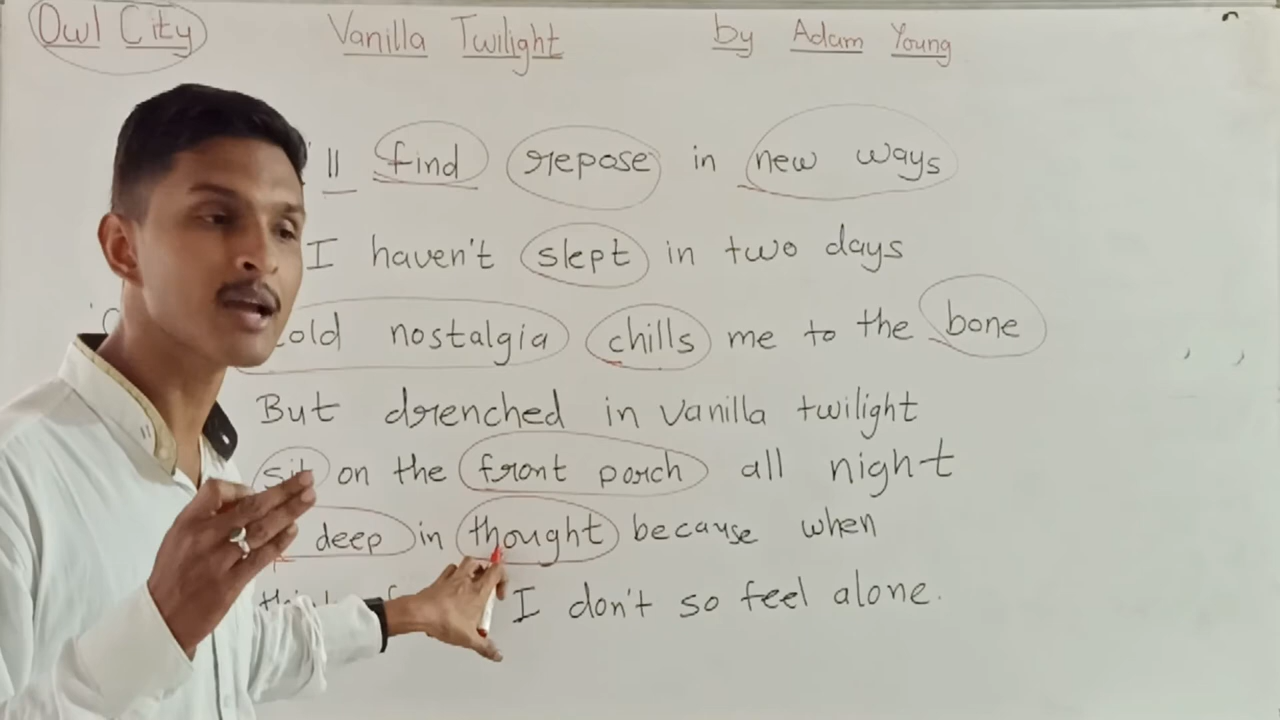 Owl City Vanilla Twilight by Adam Young
'll find repose in new ways
I haven't slept in two days
old nostalgia chills me to the bone
But drenched in vanilla twilight
sit on the front porch all night
deep in thought because when
I don't so feel alone.